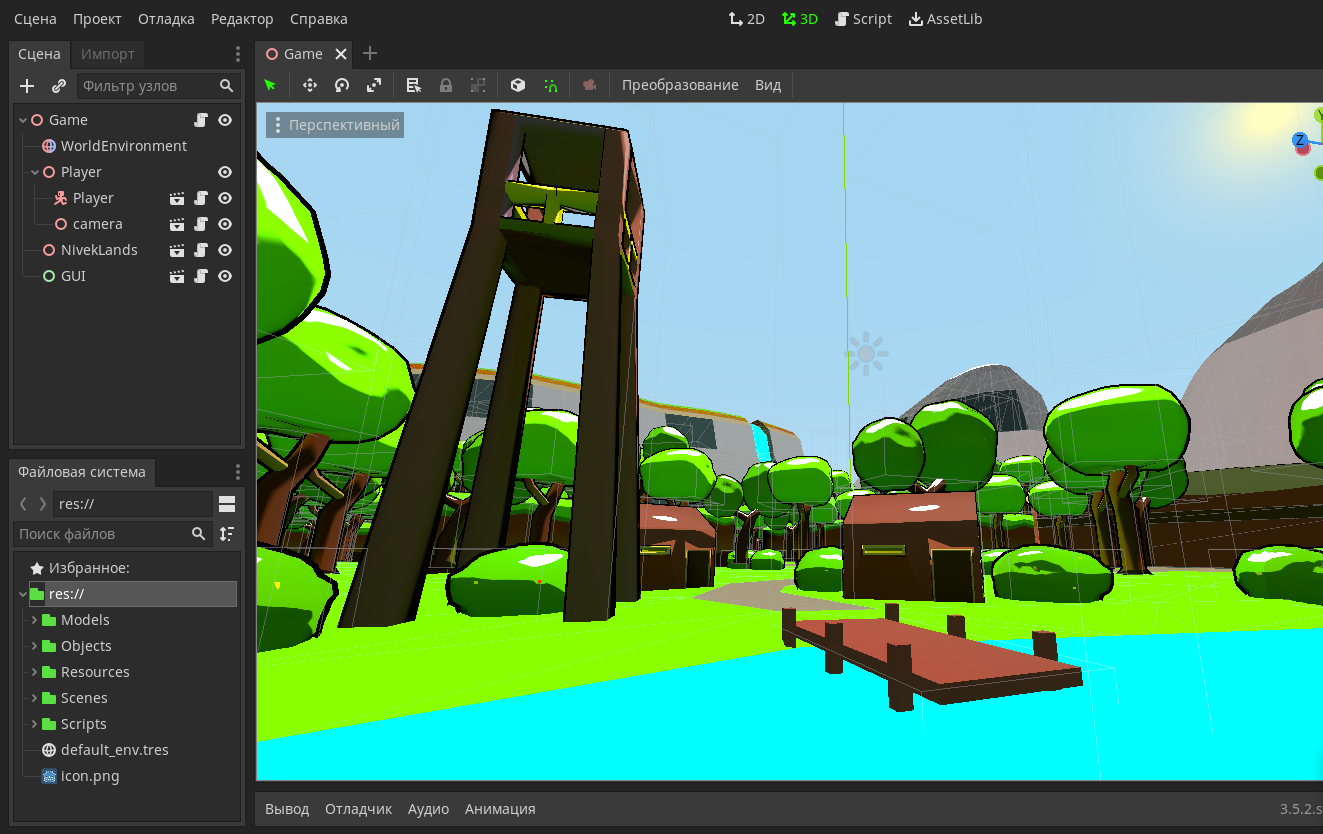 Сцена Проект Отладка Редактор Справка 2D 3D Script AssetLib
Сцена Импорт
Game
Фильтр узлов
Преобразование Вид
Game
WorldEnvironment
Player
Player
camera
NivekLands
GUI
Перспективный
Y
Z
Файловая система
res://
Поиск файлов
Избранное:
res://
Models
Objects
Resources
Scenes
Scripts
default_env.tres
icon.png
Вывод Отладчик Аудио Анимация 3.5.2.s